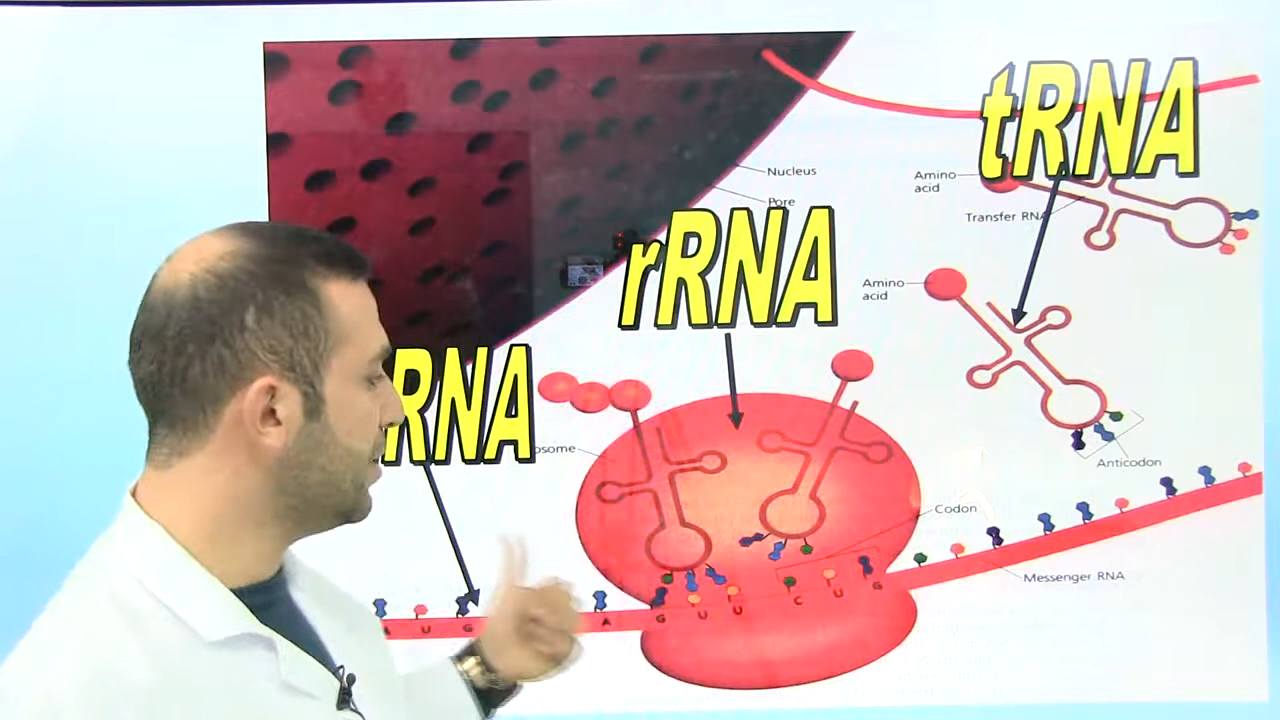 tRNA
Nucleus
Amino
acid
Pore
Transfer RNA
rRNA
Amino
acid
RNA
osome
Anticodon
Codon
Messenger RNA
A U G A G U U C U G